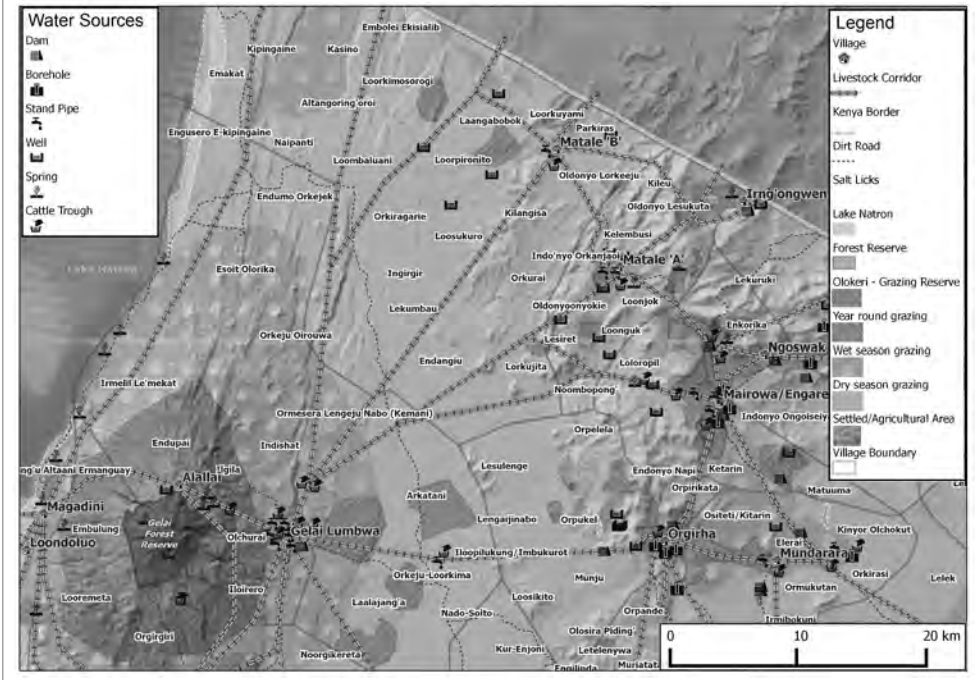 Water Sources
Dam
Borehole
Stand Pipe
Well
Spring
Cattle Trough
Legend
Village
Livestock Corridor
Kenya Border
Dirt Road
Salt Licks
Lake Natron
Forest Reserve
Olokeri - Grazing Reserve
Year round grazing
Wet season grazing
Dry season grazing
Settled/Agricultural Area
Village Boundary
Embolei Ekisialib
Kipingaine
Kasino
Emakat
Loorkimosorogi
Altangoring'oroi
Laangabobok
Loorkuyami
Parkiras
Engusero E-kipingaine
Naipanti
Matale 'B'
Loombaluani
Loorpironito
Oldonyo Lorkeeju
Kileu
Endumo Orkejek
Irng'ongwen
Orkiragarie
Kilangisa
Oldonyo Lesukuta
Loosukuro
Kelembusi
Indo'nyo Orkanjaoi
Matale 'A'
Esoit Olorika
Ingirgir
Orkurai
Lekuruki
Lekumbau
Oldonyoonyokie
Loonjok
Orkeju Oirouwa
Loonguk
Enkorika
Lesiret
Ngoswak
Endangiu
Lorkujita
Loloropil
Irmelil Le'mekat
Noombopong
Mairowa/Engare
Ormesera Lengeju Nabo (Kemani)
Indonyo Ongoiseiy
Orpelela
Endupai
Indishat
Lesulenge
Endonyo Napi
Ketarin
ng'u Altaani Ermanguay
Alallai
Ilgila
Orpirikata
Matuuma
Arkatani
Magadini
Gelai
Forest
Reserve
Embulung
Lengaijinabo
Orpukel
Ositeti/Kitarin
Kinyor Olchokut
Loondoluo
Olchurai
Gelai Lumbwa
Orgirha
Elerai
Iloopilukung/Imbukurot
Mundarara
Orkeju-Loorkima
Munju
Orkirasi
Iloirero
Ormukutan
Lelek
Looremeta
Laalajang'a
Loosikito
Nado-Soito
Orpande
Irmibokuni
Orgirgiri
Olosira Piding'
Kur-Enjoni
Letelenywa
Noorgikereta
Engilinda
Muriatat
0 10 20 km